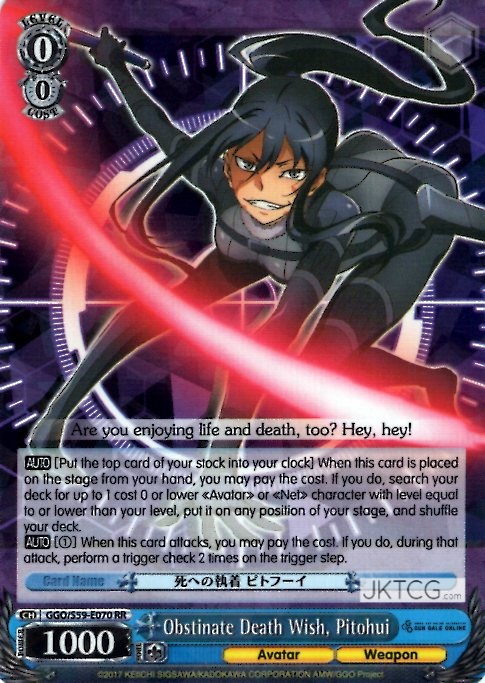 LEVEL
0
0
COST
Are you enjoying life and death, too? Hey, hey!
AUTO [Put the top card of your stock into your clock] When this card is placed
on the stage from your hand, you may pay the cost. If you do, search your
deck for up to 1 cost 0 or lower «Avatar» or «Net» character with level equal
to or lower than your level, put it on any position of your stage, and shuffle
your deck.
AUTO [①] When this card attacks, you may pay the cost. If you do, during that
attack, perform a trigger check 2 times on the trigger step.
Card Name 死への執着 ピトフーイ
JKTCG.com
CH GGO/S59-E070 RR
POWER 1000 SOUL Obstinate Death Wish, Pitohui
GUN GALE ONLINE
Avatar Weapon
©2017 KEIICHI SIGSAWA/KADOKAWA CORPORATION AMW/GGO Project